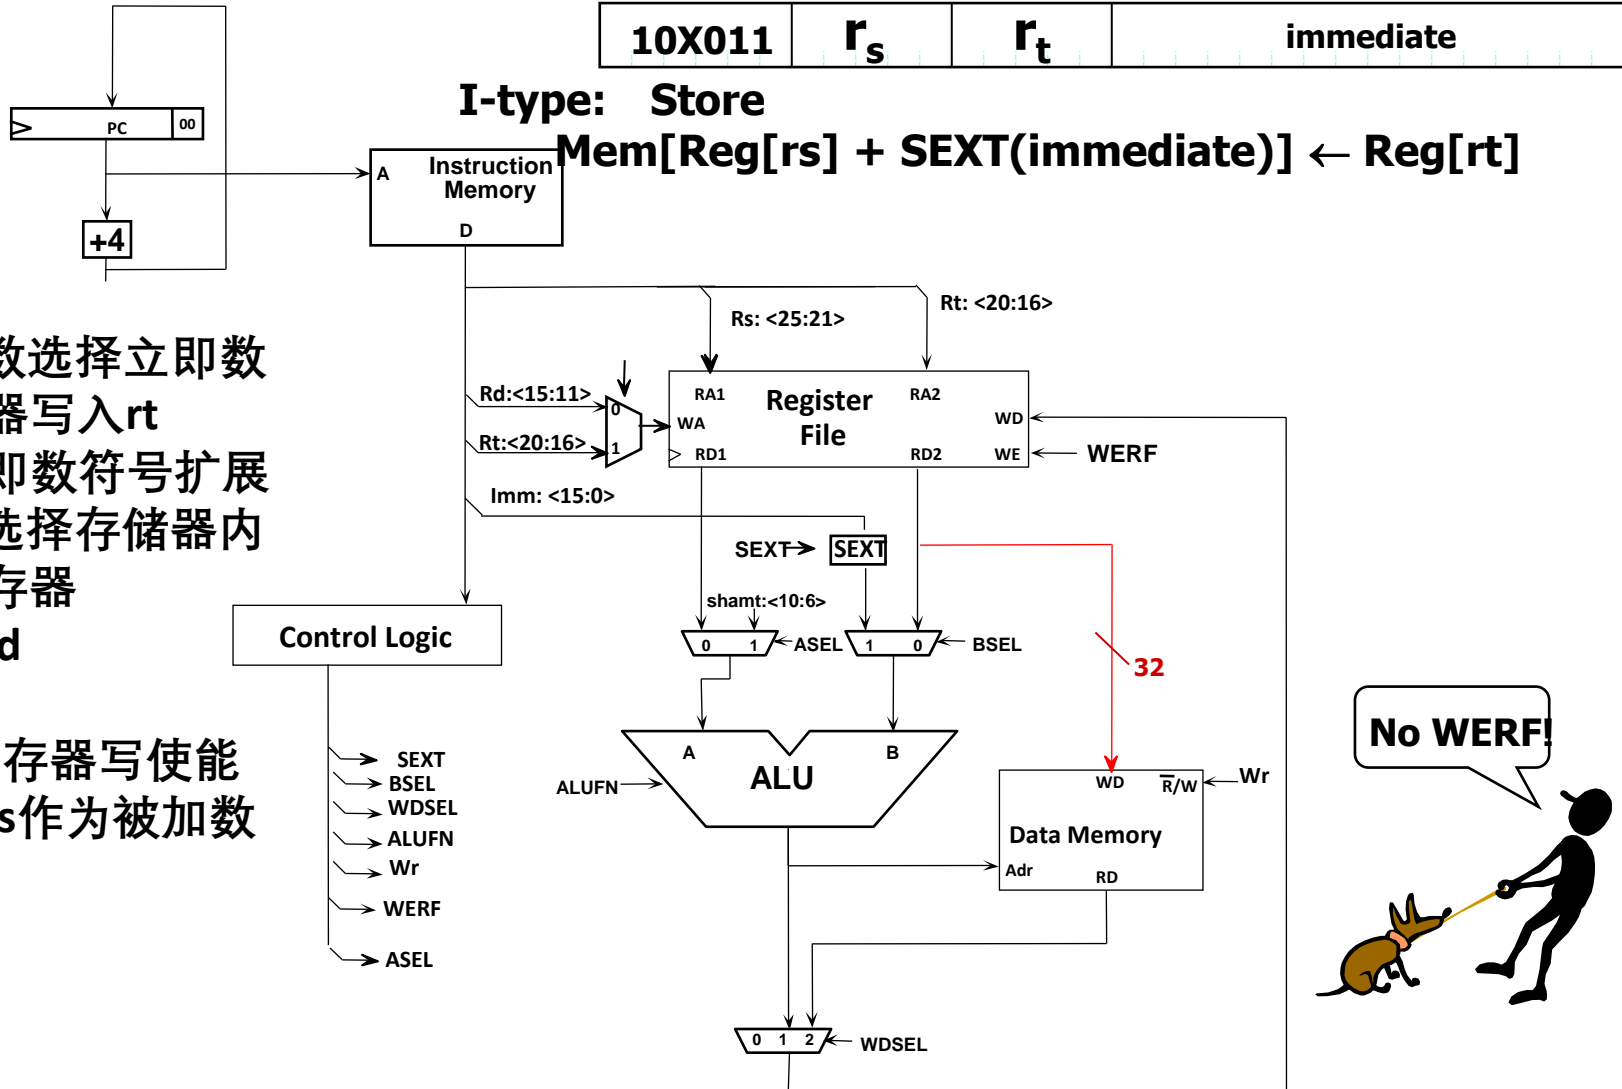 10X011 rs rt immediate
I-type: Store
Mem[Reg[rs] + SEXT(immediate)] ← Reg[rt]
PC 00
+4
A Instruction Memory
D
Rs: <25:21>
Rt: <20:16>
数选择立即数
器写入rt
即数符号扩展
选择存储器内
存器
d
存器写使能
s作为被加数
Rd:<15:11>
0
Rt:<20:16>
1
RA1 Register File RA2
WA
WD
RD1 RD2 WE
WERF
Imm: <15:0>
SEXT SEXT
shamt:<10:6>
0 1 ASEL
1 0 BSEL
32
Control Logic
SEXT
BSEL
WDSEL
ALUFN
Wr
WERF
ASEL
A B
ALU
ALUFN
WD R̅/W Wr
Data Memory
Adr RD
No WERF!
0 1 2 WDSEL